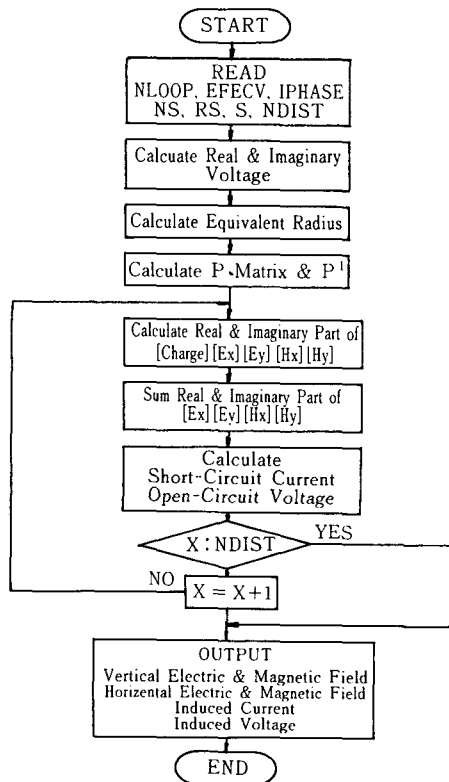 START
READ
NLOOP, EFECV, IPHASE
NS, RS, S, NDIST
Calcuate Real & Imaginary
Voltage
Calculate Equivalent Radius
Calculate P-Matrix & P¹
Calculate Real & Imaginary Part of
[Charge] [Ex] [Ey] [Hx] [Hy]
Sum Real & Imaginary Part of
[Ex] [Ey] [Hx] [Hy]
Calculate
Short-Circuit Current
Open-Circuit Voltage
X : NDIST
YES
NO
X = X+1
OUTPUT
Vertical Electric & Magnetic Field
Horizental Electric & Magnetic Field
Induced Current
Induced Voltage
END